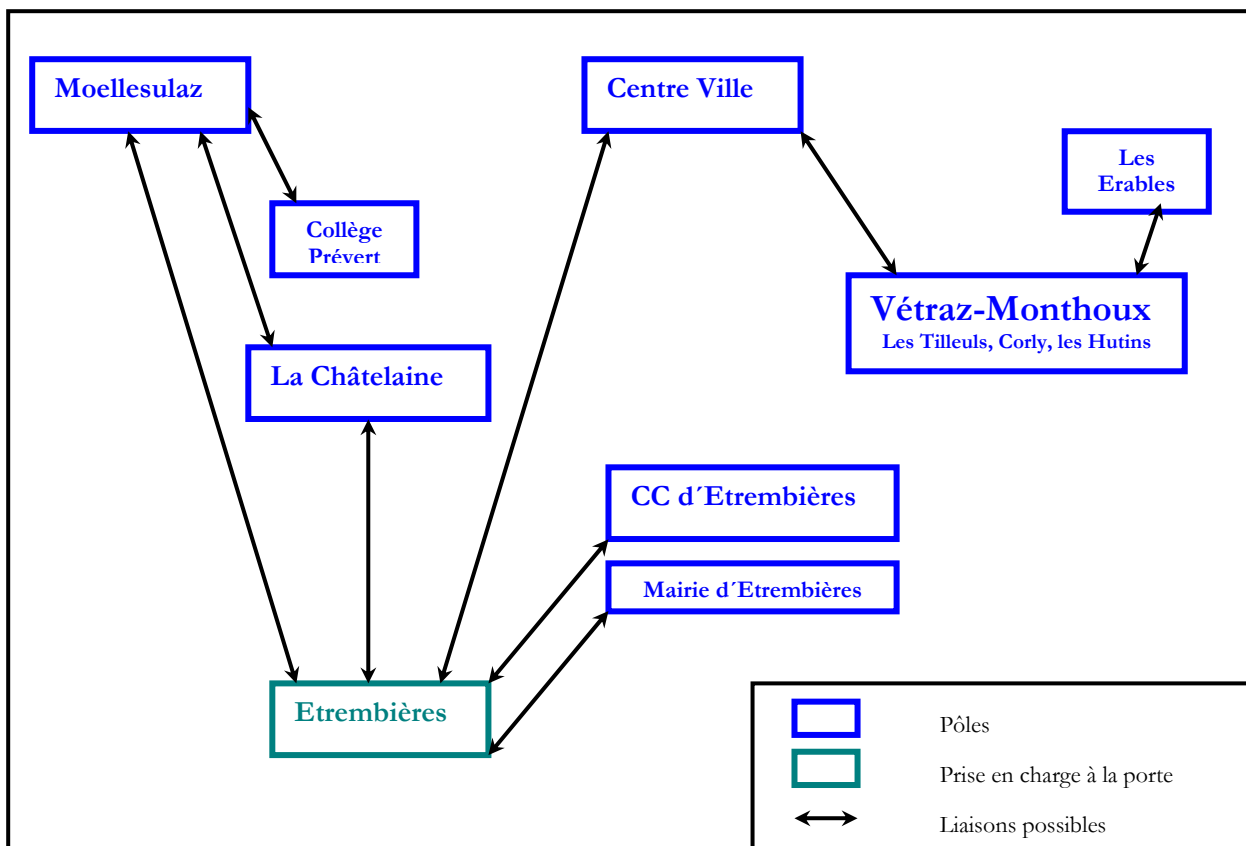 Moellesulaz
Centre Ville
Les
Erables
Collège
Prévert
Vétraz-Monthoux
Les Tilleuls, Corly, les Hutins
La Châtelaine
CC d´Etrembières
Mairie d´Etrembières
Etrembières
Pôles
Prise en charge à la porte
Liaisons possibles